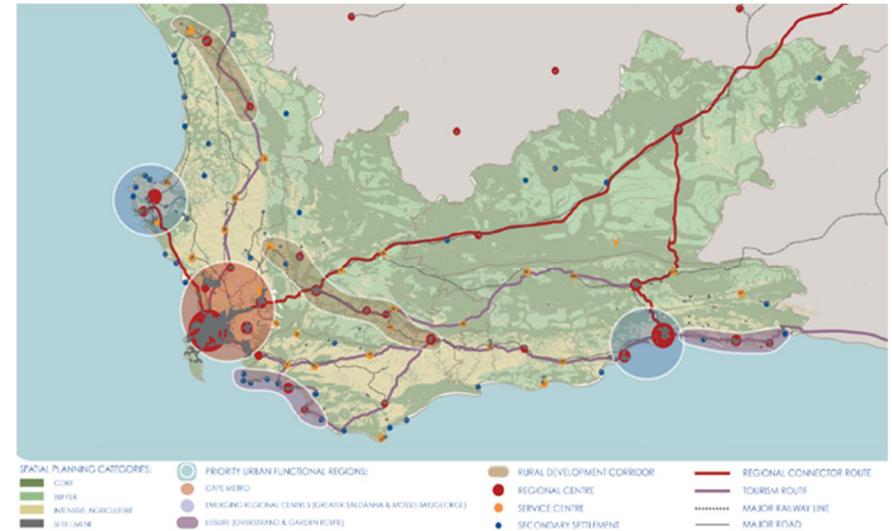 SPATIAL PLANNING CATEGORIES:
CORE
BUFFER
INTENSIVE AGRICULTURE
SETTLEMENT
PRIORITY URBAN FUNCTIONAL REGIONS:
CAPE METRO
EMERGING REGIONAL CENTRES (GREATER SALDANHA & MOSSEL BAY/GEORGE)
LEISURE (OVERSTRAND & GARDEN ROUTE)
RURAL DEVELOPMENT CORRIDOR
REGIONAL CENTRE
SERVICE CENTRE
SECONDARY SETTLEMENT
REGIONAL CONNECTOR ROUTE
TOURISM ROUTE
MAJOR RAILWAY LINE
MAJOR ROAD